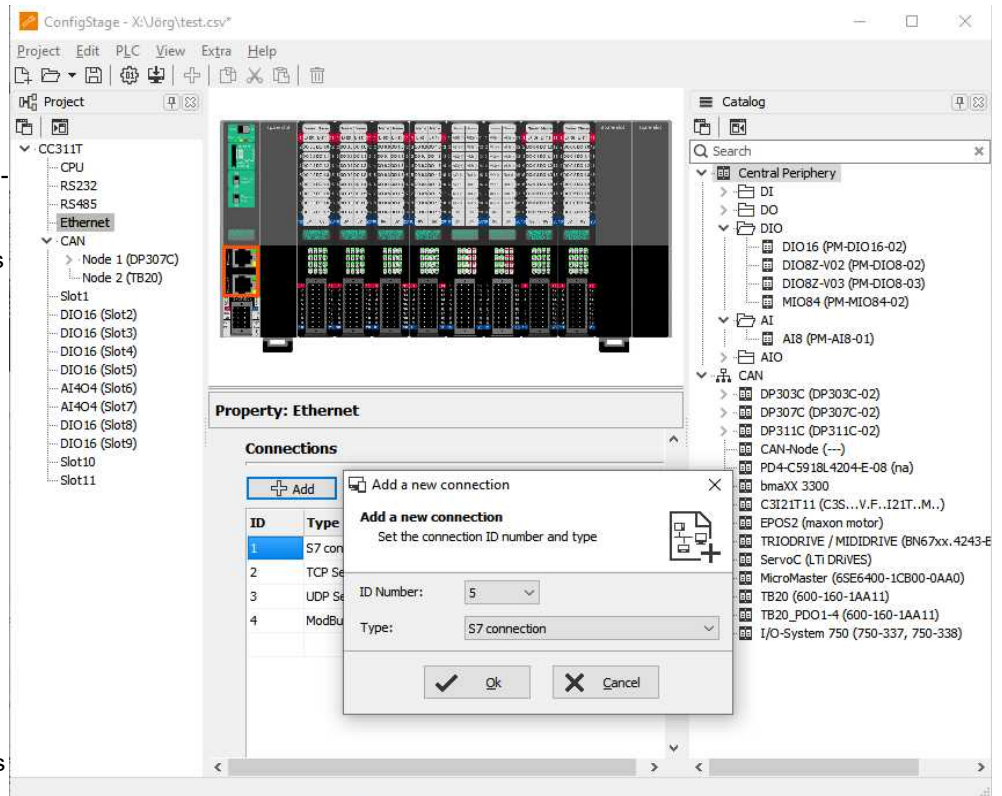 ConfigStage - X:\Jörg\test.csv*
Project Edit PLC View Extra Help
Project
CC311T
CPU
RS232
RS485
Ethernet
CAN
Node 1 (DP307C)
Node 2 (TB20)
Slot1
DIO16 (Slot2)
DIO16 (Slot3)
DIO16 (Slot4)
DIO16 (Slot5)
AI4O4 (Slot6)
AI4O4 (Slot7)
DIO16 (Slot8)
DIO16 (Slot9)
Slot10
Slot11
Property: Ethernet
Connections
Add
ID Type
1 S7 con
2 TCP Se
3 UDP Se
4 ModBu
Add a new connection
Add a new connection
Set the connection ID number and type
ID Number: 5
Type: S7 connection
Ok Cancel
Catalog
Search
Central Periphery
DI
DO
DIO
DIO16 (PM-DIO16-02)
DIO8Z-V02 (PM-DIO8-02)
DIO8Z-V03 (PM-DIO8-03)
MIO84 (PM-MIO84-02)
AI
AI8 (PM-AI8-01)
AIO
CAN
DP303C (DP303C-02)
DP307C (DP307C-02)
DP311C (DP311C-02)
CAN-Node (---)
PD4-C5918L4204-E-08 (na)
bmaXX 3300
C3I21T11 (C3S...V.F..I21T..M..)
EPOS2 (maxon motor)
TRIODRIVE / MIDIDRIVE (BN67xx.4243-E
ServoC (LTi DRiVES)
MicroMaster (6SE6400-1CB00-0AA0)
TB20 (600-160-1AA11)
TB20_PDO1-4 (600-160-1AA11)
I/O-System 750 (750-337, 750-338)